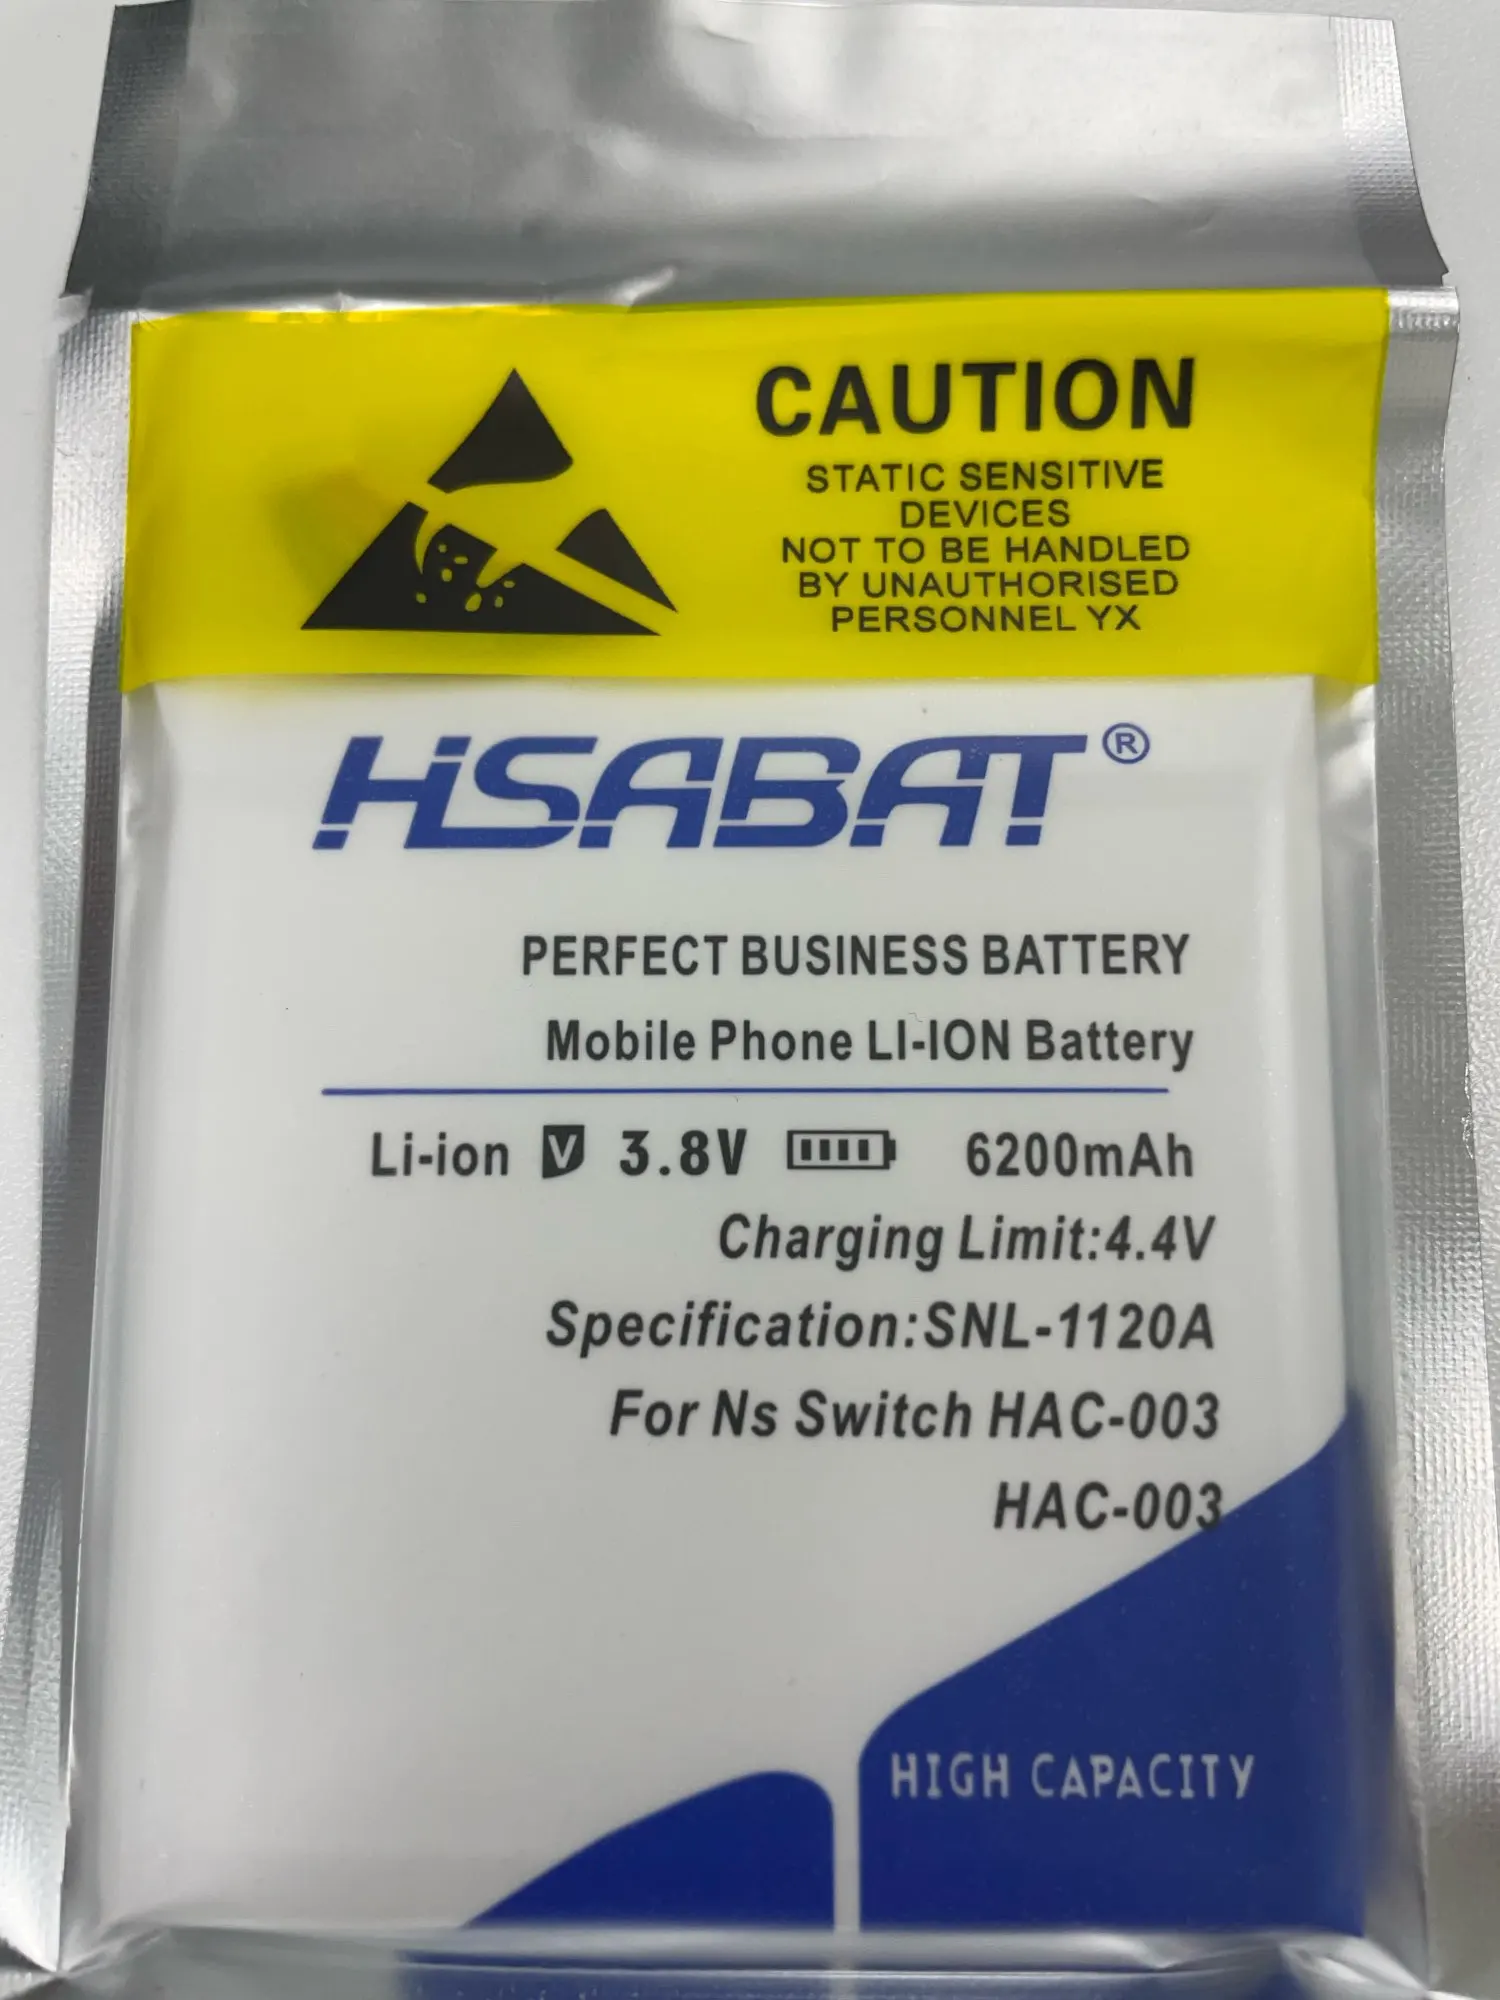 CAUTION
STATIC SENSITIVE
DEVICES
NOT TO BE HANDLED
BY UNAUTHORISED
PERSONNEL YX
HSABAT®
PERFECT BUSINESS BATTERY
Mobile Phone LI-ION Battery
Li-ion V 3.8V 6200mAh
Charging Limit:4.4V
Specification:SNL-1120A
For Ns Switch HAC-003
HAC-003
HIGH CAPACITY